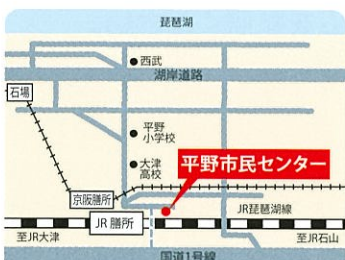 琵琶湖
西武
湖岸道路
石場
平野
小学校
大津
高校
平野市民センター
京阪膳所
JR 膳所
JR琵琶湖線
至JR大津
至JR石山
国道1号線